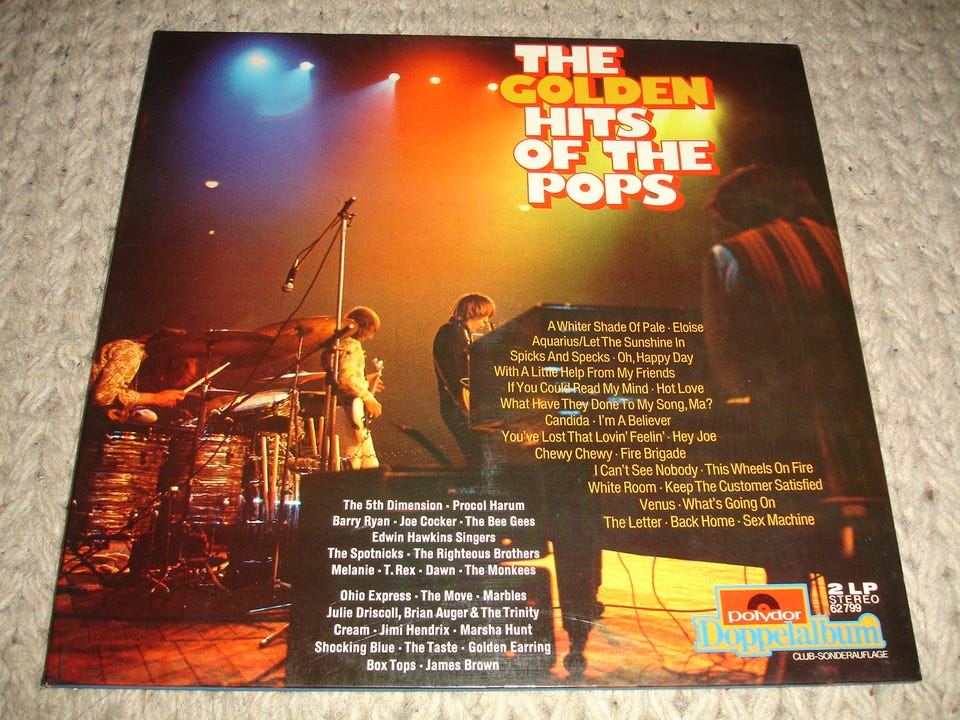 THE
GOLDEN
HITS
OF THE
POPS
A Whiter Shade Of Pale · Eloise
Aquarius/Let The Sunshine In
Spicks And Specks · Oh, Happy Day
With A Little Help From My Friends
If You Could Read My Mind · Hot Love
What Have They Done To My Song, Ma?
Candida · I'm A Believer
You've Lost That Lovin' Feelin' · Hey Joe
Chewy Chewy · Fire Brigade
I Can't See Nobody · This Wheels On Fire
White Room · Keep The Customer Satisfied
Venus · What's Going On
The Letter · Back Home · Sex Machine
The 5th Dimension · Procol Harum
Barry Ryan · Joe Cocker · The Bee Gees
Edwin Hawkins Singers
The Spotnicks · The Righteous Brothers
Melanie · T. Rex · Dawn · The Monkees
Ohio Express · The Move · Marbles
Julie Driscoll, Brian Auger & The Trinity
Cream · Jimi Hendrix · Marsha Hunt
Shocking Blue · The Taste · Golden Earring
Box Tops · James Brown
2 LP
STEREO
62 799
polydor
Doppelalbum
CLUB-SONDERAUFLAGE